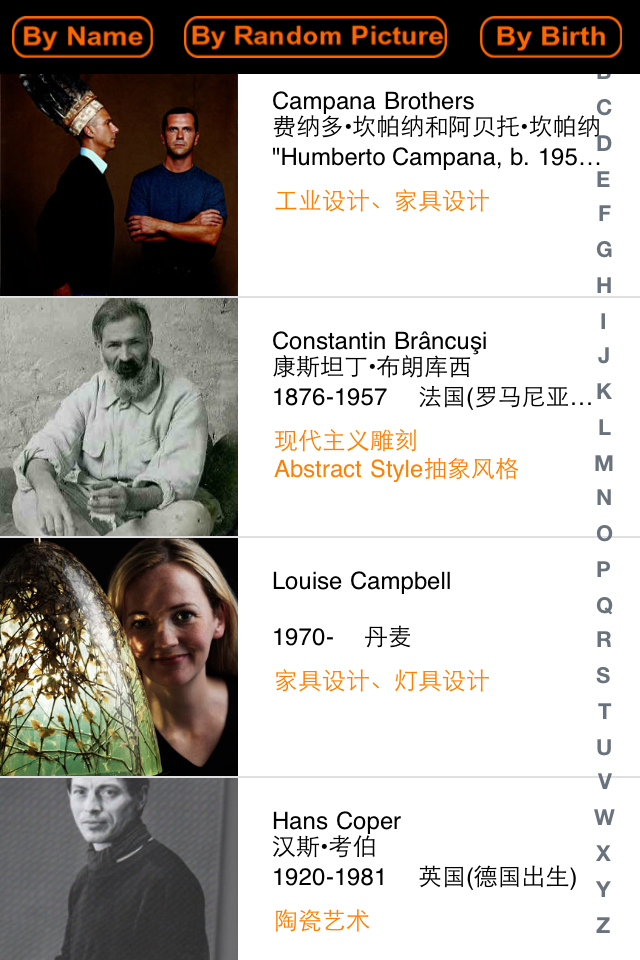 By Name
By Random Picture
By Birth
Campana Brothers
费纳多•坎帕纳和阿贝托•坎帕纳
"Humberto Campana, b. 195…
工业设计、家具设计
Constantin Brâncuşi
康斯坦丁•布朗库西
1876-1957 法国(罗马尼亚…
现代主义雕刻
Abstract Style抽象风格
Louise Campbell
1970- 丹麦
家具设计、灯具设计
Hans Coper
汉斯•考伯
1920-1981 英国(德国出生)
陶瓷艺术
C
D
E
F
G
H
I
J
K
L
M
N
O
P
Q
R
S
T
U
V
W
X
Y
Z